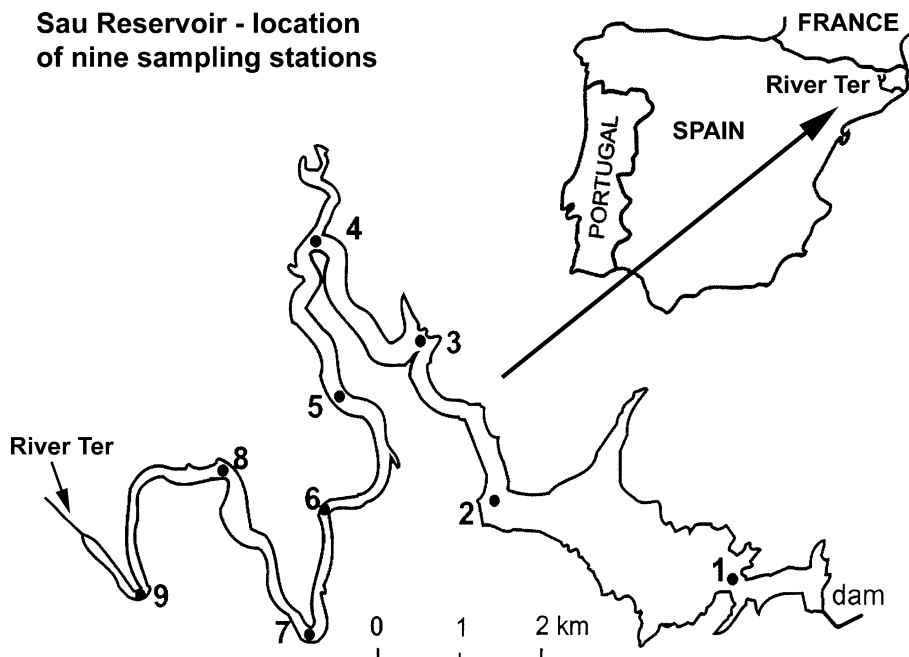 Sau Reservoir - location
of nine sampling stations
FRANCE
River Ter
SPAIN
PORTUGAL
4
3
5
River Ter
8
6
2
1
9
dam
7
0 1 2 km